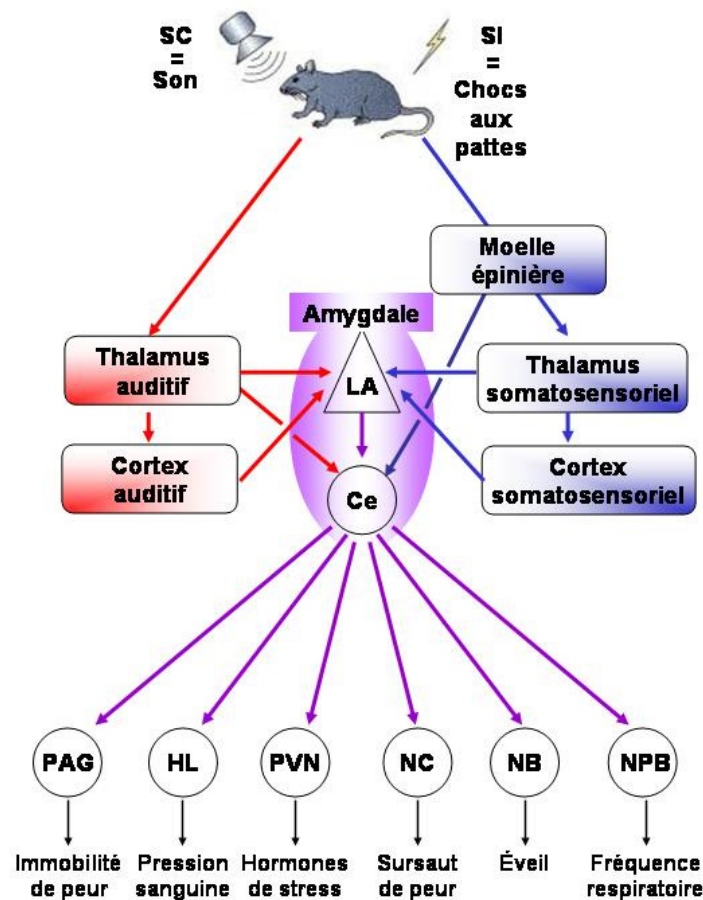 SC
=
Son
SI
=
Chocs
aux
pattes
Moelle
épinière
Amygdale
Thalamus
auditif
LA
Thalamus
somatosensoriel
Cortex
auditif
Cortex
somatosensoriel
Ce
PAG
HL
PVN
NC
NB
NPB
Immobilité
de peur
Pression
sanguine
Hormones
de stress
Sursaut
de peur
Éveil
Fréquence
respiratoire